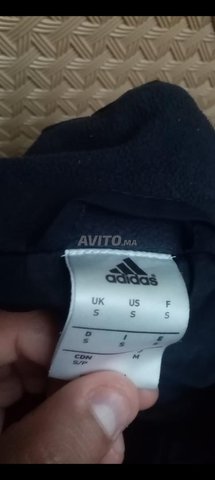 AVITO.MA
adidas
UK US F
S S S
D I E
S S S
CDN M
S/P